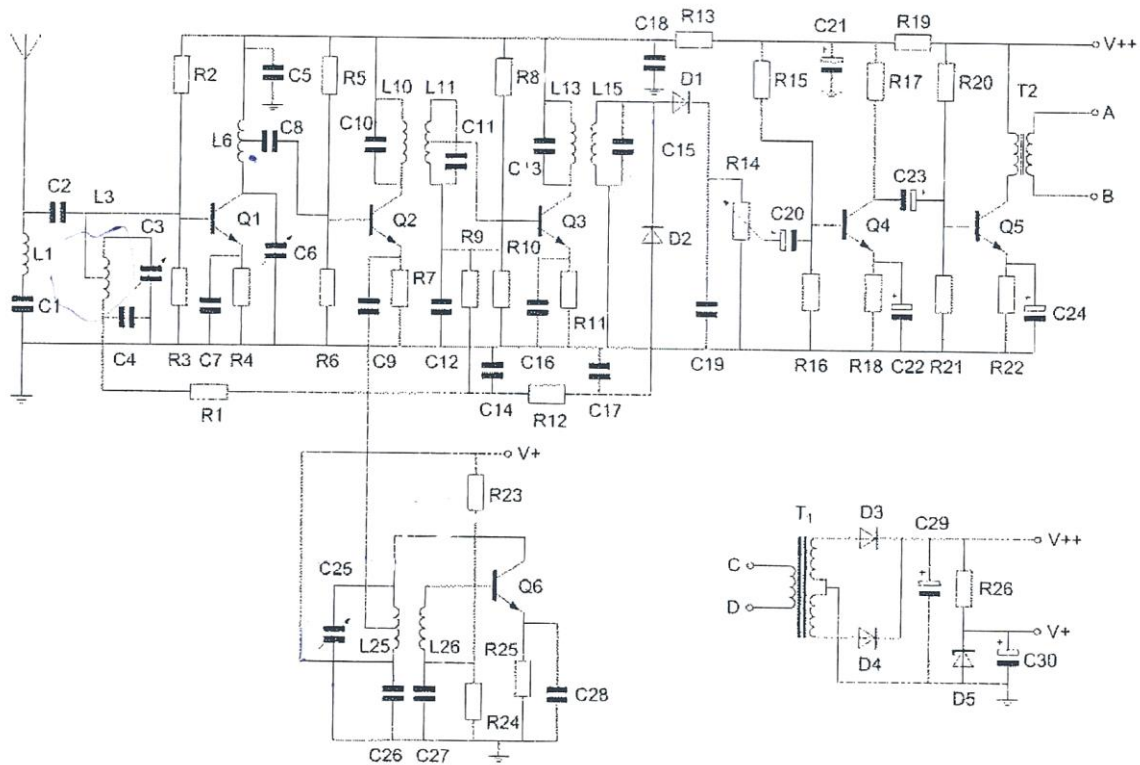 C18 R13 C21 R19 V++
R2 C5 R5 L10 L11 R8 L13 L15 D1 R15 R17 R20 T2
C8 L6 C10 C11 C13 C15 A
C2 L3 C3 Q1 C6 Q2 R9 R10 Q3 D2 R14 C20 Q4 C23 Q5 B
L1 C1 R7 R11 C24
C4 R3 C7 R4 R6 C9 C12 C16 C19 R16 R18 C22 R21 R22
R1 C14 R12 C17
V+
R23
T1 D3 C29 V++
C25 Q6 C D R26
L25 L26 R25 D4 V+
C28 R24 D5 C30
C26 C27